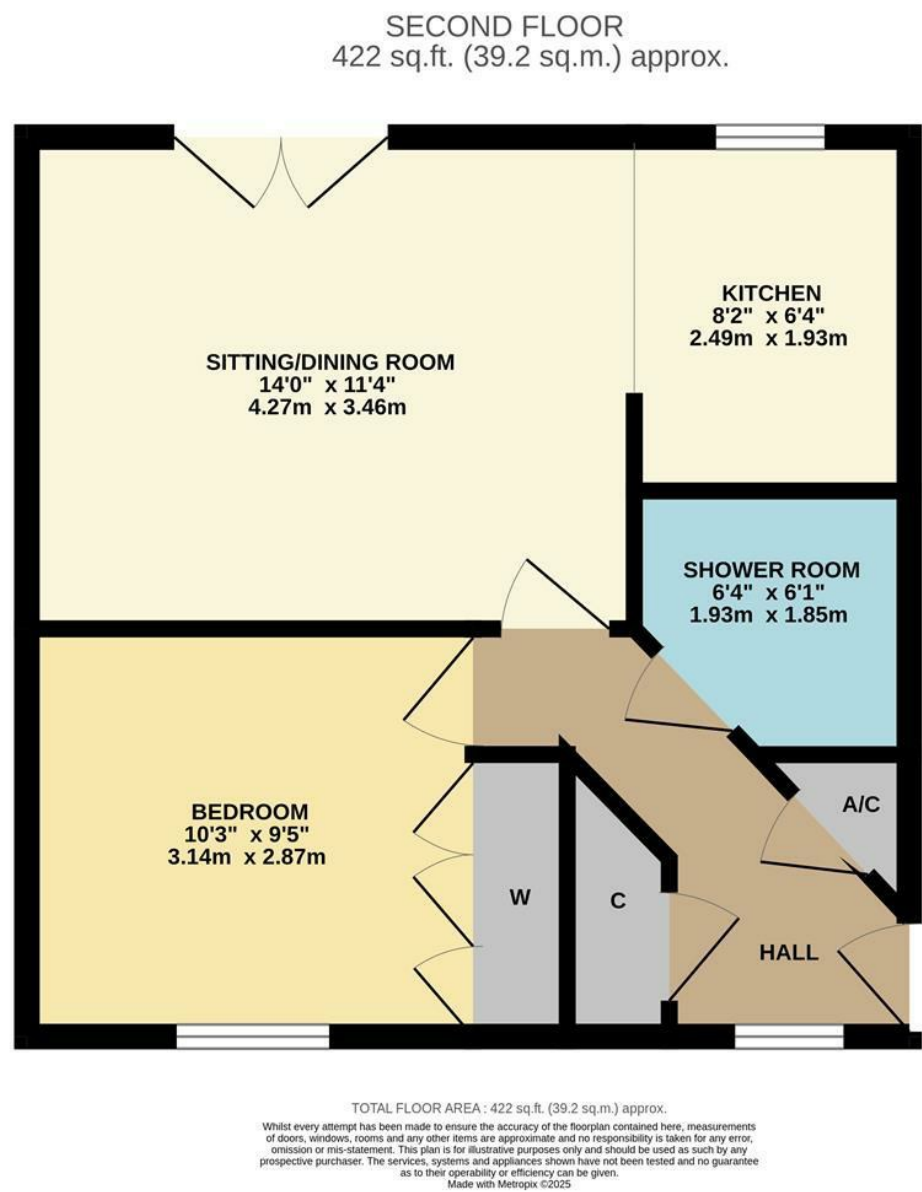 SECOND FLOOR
422 sq.ft. (39.2 sq.m.) approx.
KITCHEN
8'2" x 6'4"
2.49m x 1.93m
SITTING/DINING ROOM
14'0" x 11'4"
4.27m x 3.46m
SHOWER ROOM
6'4" x 6'1"
1.93m x 1.85m
A/C
BEDROOM
10'3" x 9'5"
3.14m x 2.87m
W
C
HALL
TOTAL FLOOR AREA : 422 sq.ft. (39.2 sq.m.) approx.
Whilst every attempt has been made to ensure the accuracy of the floorplan contained here, measurements
of doors, windows, rooms and any other items are approximate and no responsibility is taken for any error,
omission or mis-statement. This plan is for illustrative purposes only and should be used as such by any
prospective purchaser. The services, systems and appliances shown have not been tested and no guarantee
as to their operability or efficiency can be given.
Made with Metropix ©2025